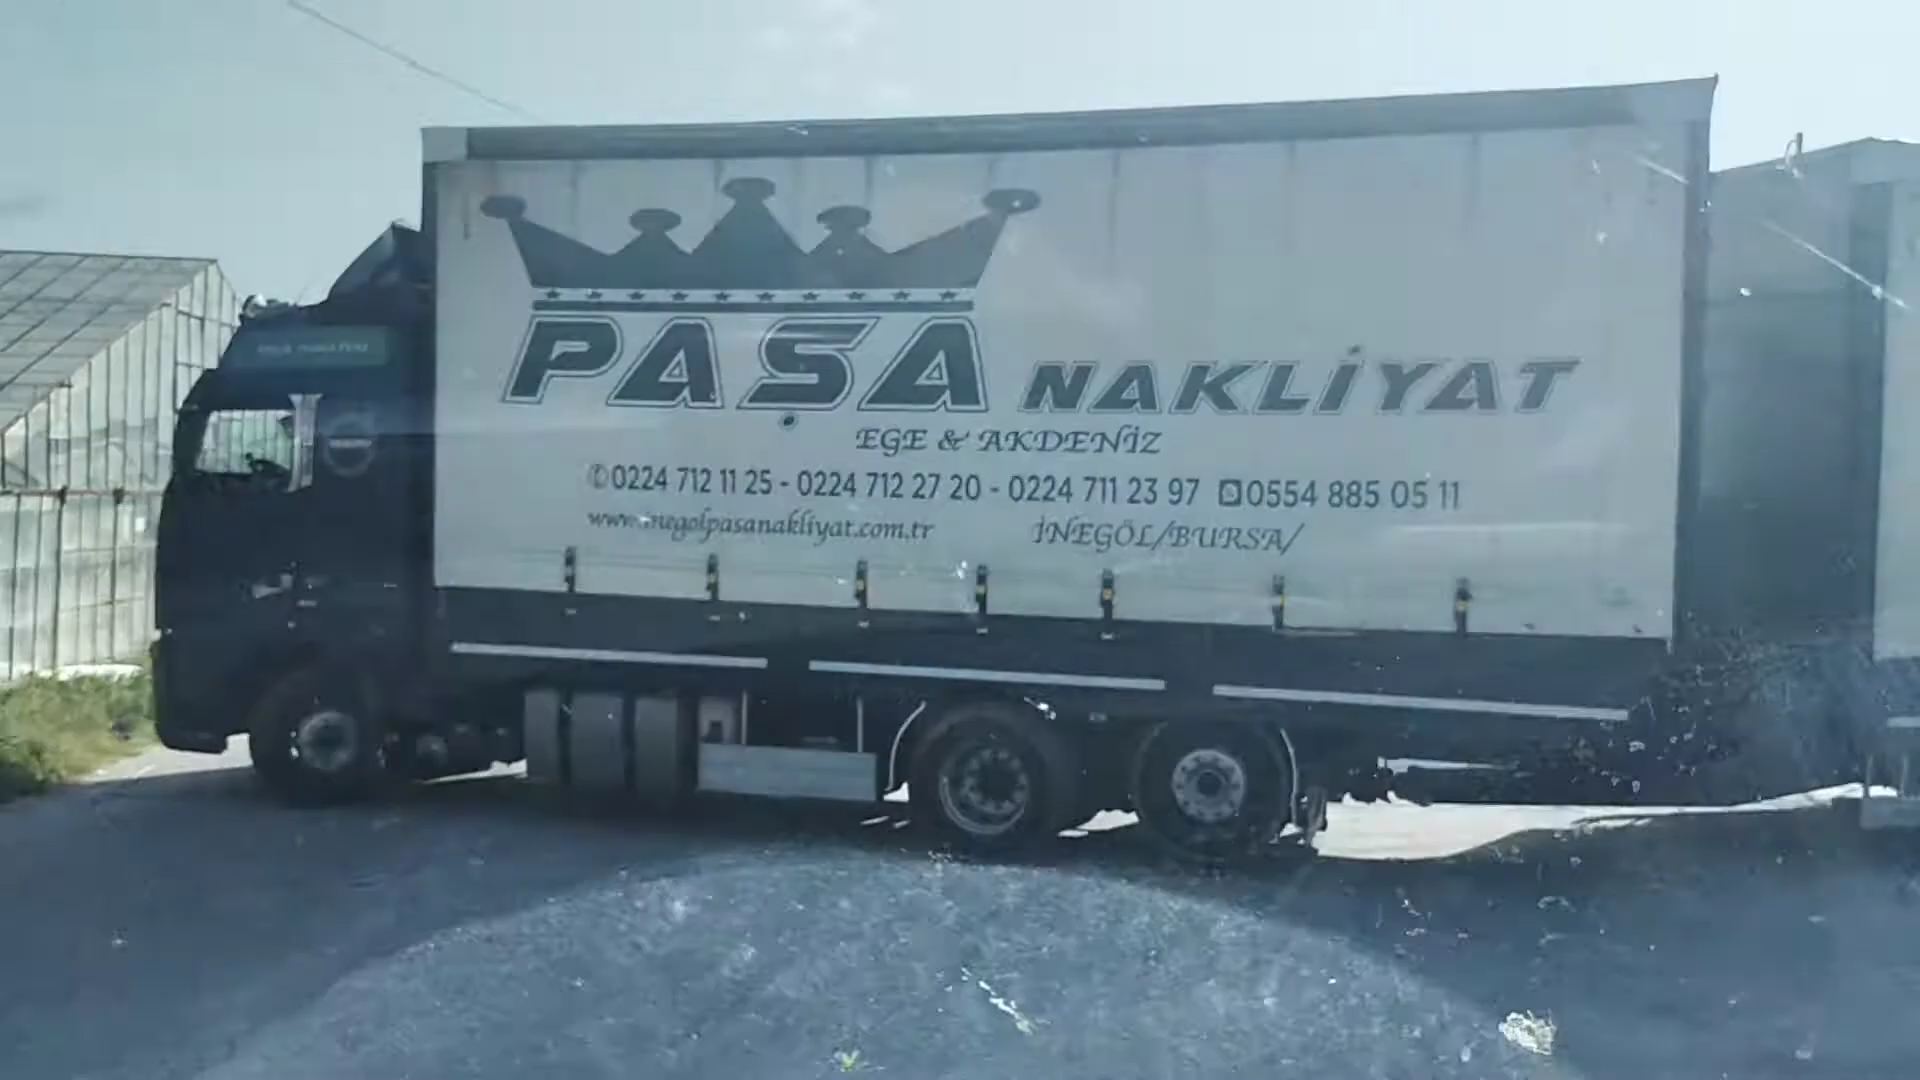 PAŞA NAKLİYAT
EGE & AKDENİZ
0224 712 11 25 - 0224 712 27 20 - 0224 711 23 97 0554 885 05 11
www.inegolpasanakliyat.com.tr İNEGÖL/BURSA/